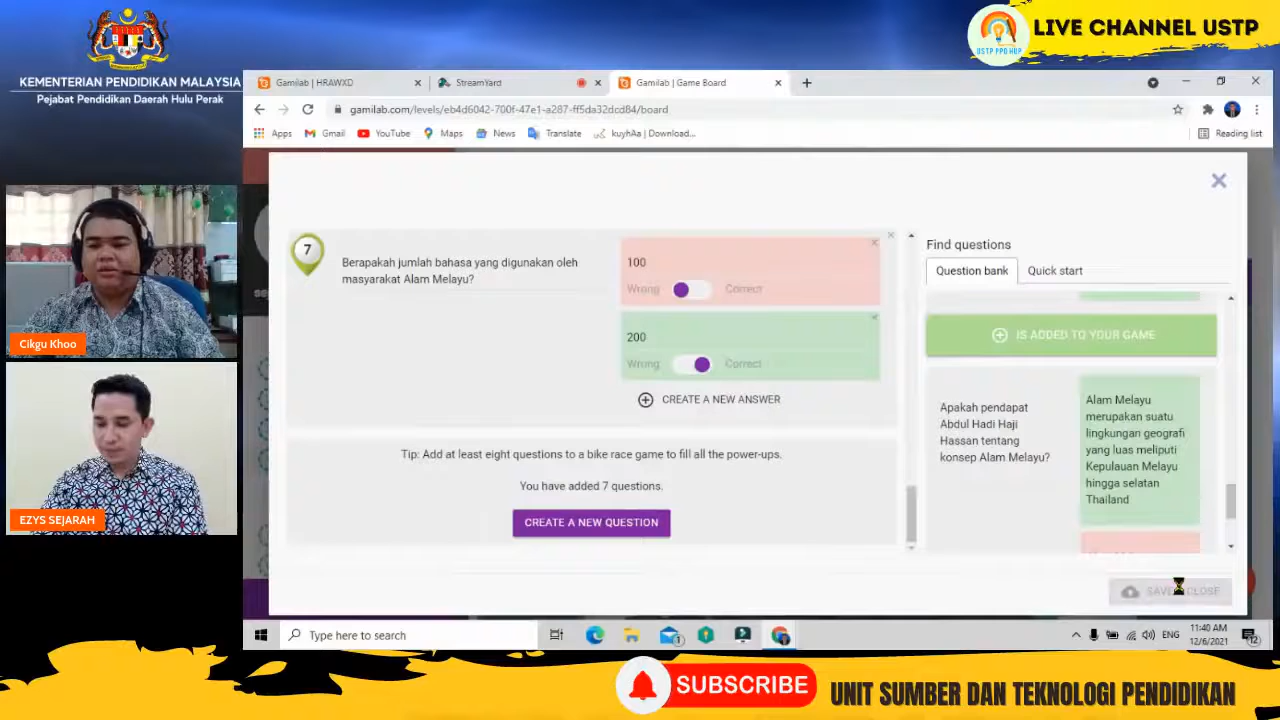 KEMENTERIAN PENDIDIKAN MALAYSIA
Pejabat Pendidikan Daerah Hulu Perak
USTP PPD HUP
LIVE CHANNEL USTP
Gamilab | HRAWXD
StreamYard
Gamilab | Game Board
gamilab.com/levels/eb4d6042-700f-47e1-a287-ff5da32dcd84/board
Apps
Gmail
YouTube
Maps
News
Translate
kuyhAa | Download...
Reading list
7
Berapakah jumlah bahasa yang digunakan oleh
masyarakat Alam Melayu?
100
Wrong
Correct
200
Wrong
Correct
CREATE A NEW ANSWER
Tip: Add at least eight questions to a bike race game to fill all the power-ups.
You have added 7 questions.
CREATE A NEW QUESTION
Find questions
Question bank
Quick start
IS ADDED TO YOUR GAME
Apakah pendapat
Abdul Hadi Haji
Hassan tentang
konsep Alam Melayu?
Alam Melayu
merupakan suatu
lingkungan geografi
yang luas meliputi
Kepulauan Melayu
hingga selatan
Thailand
Cikgu Khoo
EZYS SEJARAH
Type here to search
1
ENG
11:40 AM
12/6/2021
12
SUBSCRIBE
UNIT SUMBER DAN TEKNOLOGI PENDIDIKAN